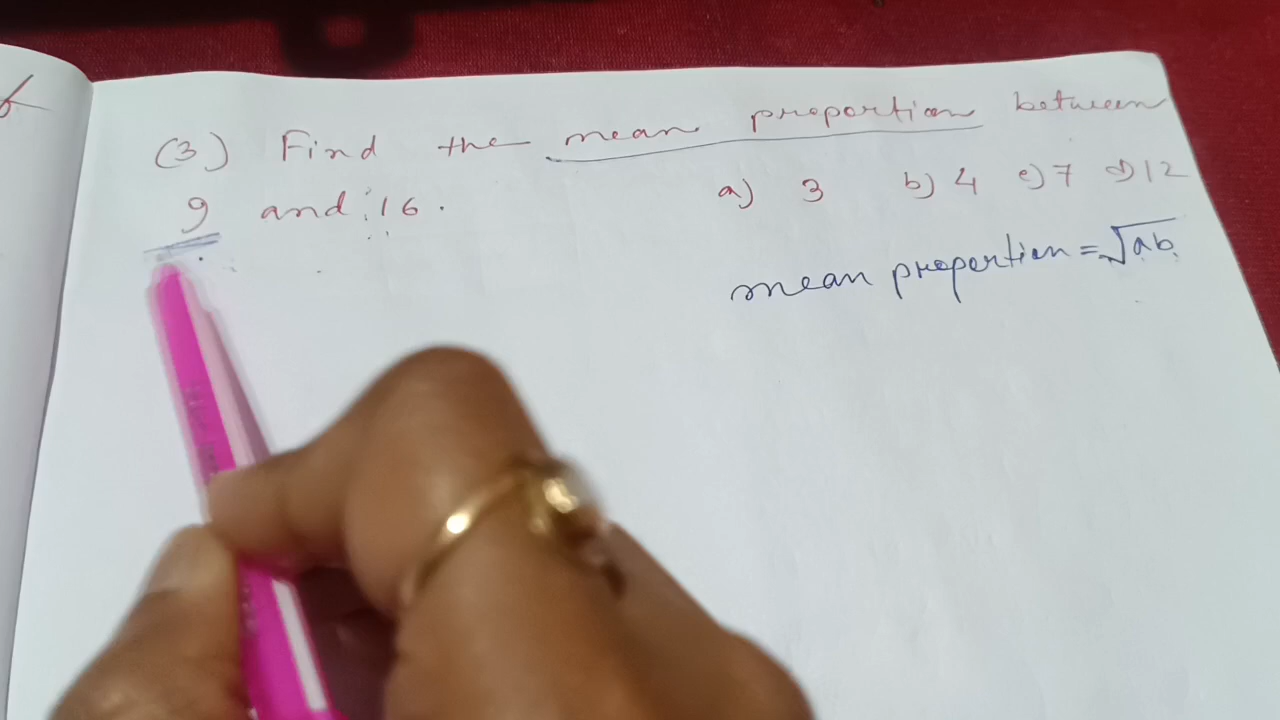 (3) Find the mean proportion between
9 and 16.
a) 3 b) 4 c) 7 d) 12
mean proportion = √ab